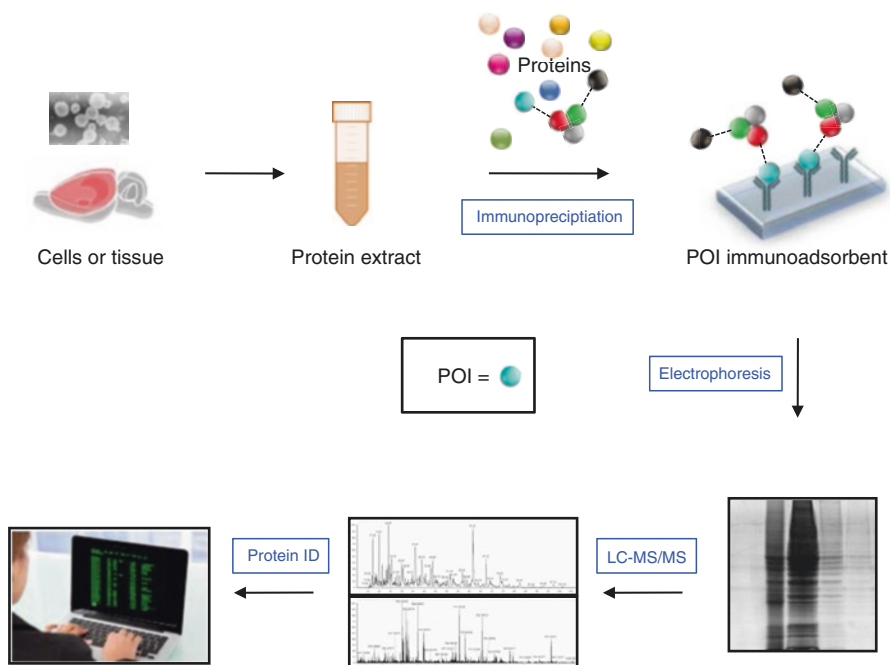 Proteins
Immunopreciptiation
Cells or tissue
Protein extract
POI immunoadsorbent
POI =
Electrophoresis
Protein ID
LC-MS/MS